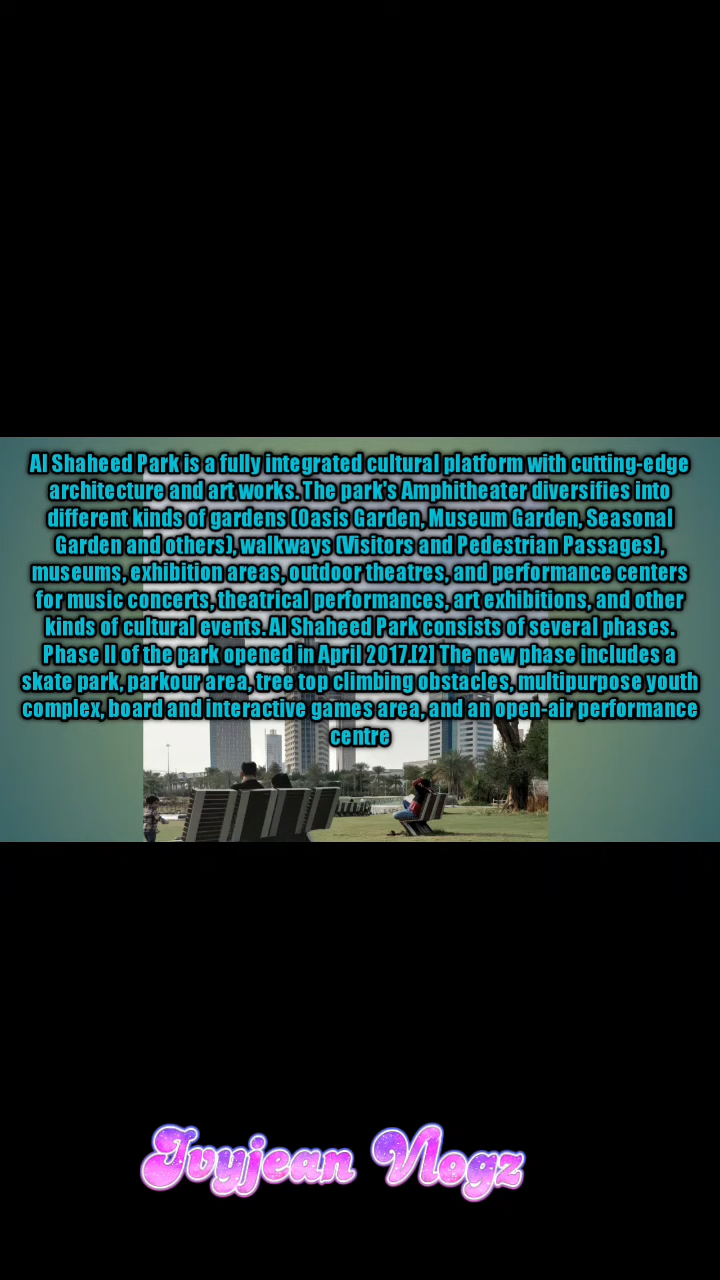 Al Shaheed Park is a fully integrated cultural platform with cutting-edge
architecture and art works. The park's Amphitheater diversifies into
different kinds of gardens (Oasis Garden, Museum Garden, Seasonal
Garden and others), walkways (Visitors and Pedestrian Passages),
museums, exhibition areas, outdoor theatres, and performance centers
for music concerts, theatrical performances, art exhibitions, and other
kinds of cultural events. Al Shaheed Park consists of several phases.
Phase II of the park opened in April 2017.[2] The new phase includes a
skate park, parkour area, tree top climbing obstacles, multipurpose youth
complex, board and interactive games area, and an open-air performance
centre
Ivyjean Vlogz